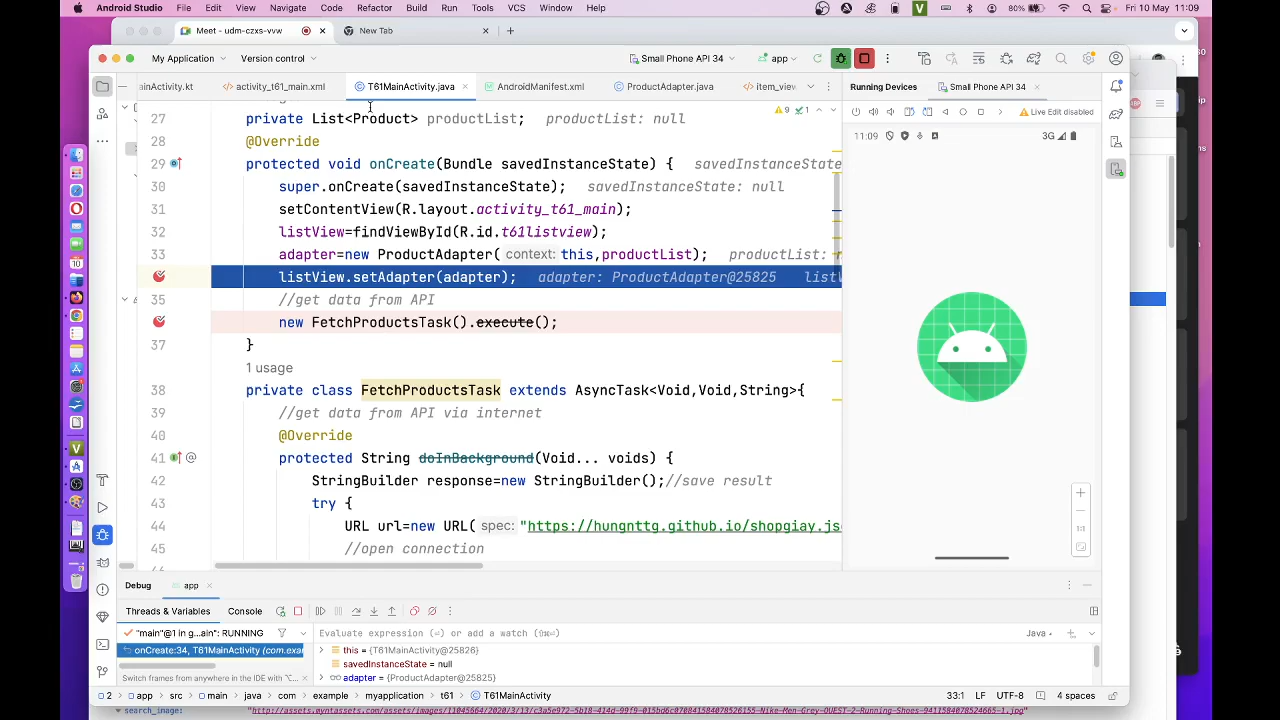 Android Studio File Edit View Navigate Code Refactor Build Run Tools VCS Window Help
V 80% Fri 10 May 11:09
Meet - udm-czxs-vvw
New Tab
My Application Version control Small Phone API 34 app
activity_t61_main.xml T61MainActivity.java AndroidManifest.xml ProductAdapter.java
Running Devices Small Phone API 34
9 1
Live Edit disabled
11:09 3G
27 private List<Product> productList; productList: null
28 @Override
29 protected void onCreate(Bundle savedInstanceState) { savedInstanceState
30 super.onCreate(savedInstanceState); savedInstanceState: null
31 setContentView(R.layout.activity_t61_main);
32 listView=findViewById(R.id.t61listview);
33 adapter=new ProductAdapter( context: this,productList);
listView.setAdapter(adapter); adapter: ProductAdapter@25825
35 //get data from API
new FetchProductsTask().execute();
37 }
1 usage
38 private class FetchProductsTask extends AsyncTask<Void,Void,String>{
39 //get data from API via internet
40 @Override
41 protected String doInBackground(Void... voids) {
42 StringBuilder response=new StringBuilder();//save result
43 try {
44 URL url=new URL( spec: "https://hungnttg.github.io/shopgiay.js
45 //open connection
Debug app
Threads & Variables Console
"main"@1 in g...ain": RUNNING
Evaluate expression (⏎) or add a watch (⇧⌘⏎) Java
onCreate:34, T61MainActivity (com.exa
this = {T61MainActivity@25826}
savedInstanceState = null
Switch frames from anywhere in the IDE with ⌥...
adapter = {ProductAdapter@25825}
2 app src main java com example myapplication t61 T61MainActivity
33:1 LF UTF-8 4 spaces
search_image: